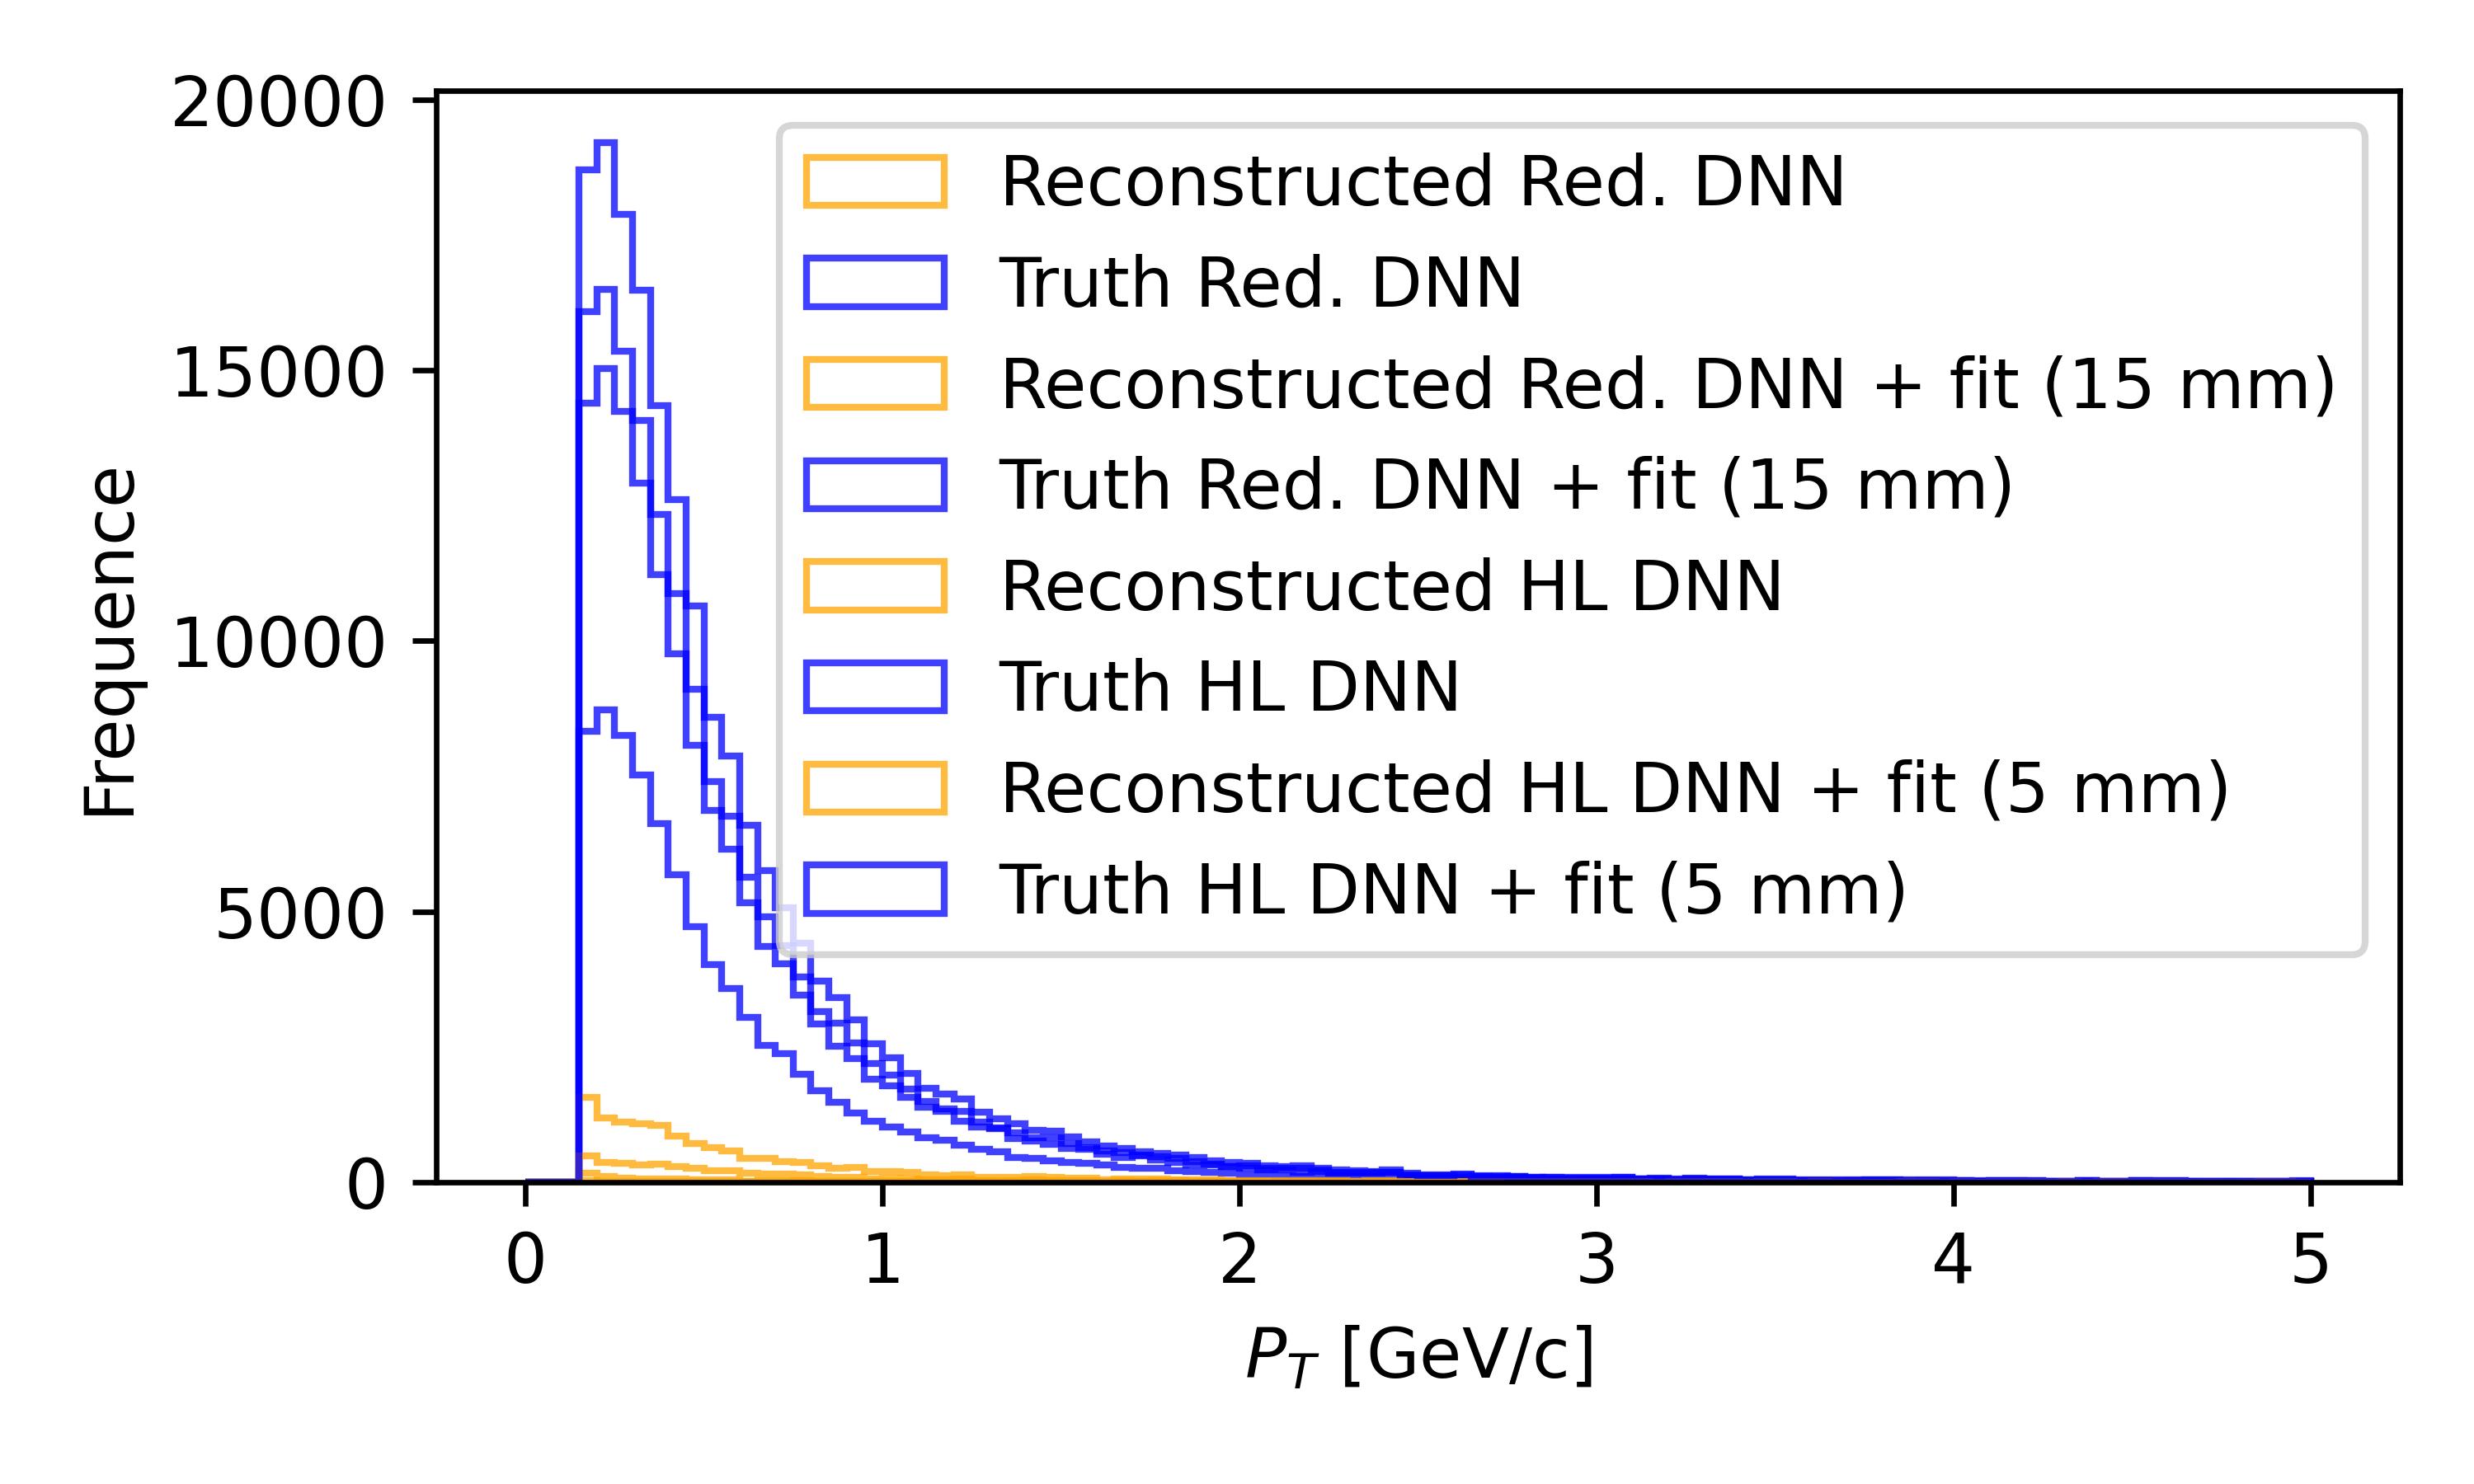 20000
15000
10000
5000
0
Frequence
Reconstructed Red. DNN
Truth Red. DNN
Reconstructed Red. DNN + fit (15 mm)
Truth Red. DNN + fit (15 mm)
Reconstructed HL DNN
Truth HL DNN
Reconstructed HL DNN + fit (5 mm)
Truth HL DNN + fit (5 mm)
0 1 2 3 4 5
P_T [GeV/c]